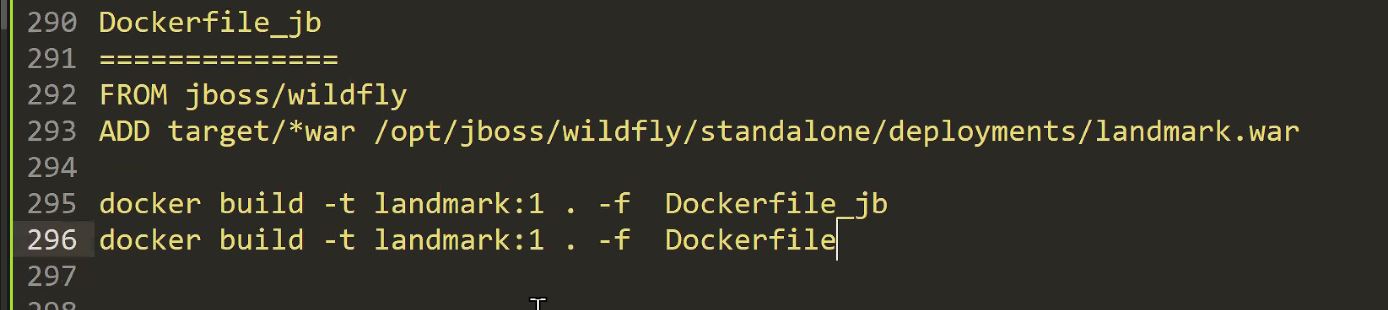 290 Dockerfile_jb
291 ==============
292 FROM jboss/wildfly
293 ADD target/*war /opt/jboss/wildfly/standalone/deployments/landmark.war
294
295 docker build -t landmark:1 . -f  Dockerfile_jb
296 docker build -t landmark:1 . -f  Dockerfile
297
298